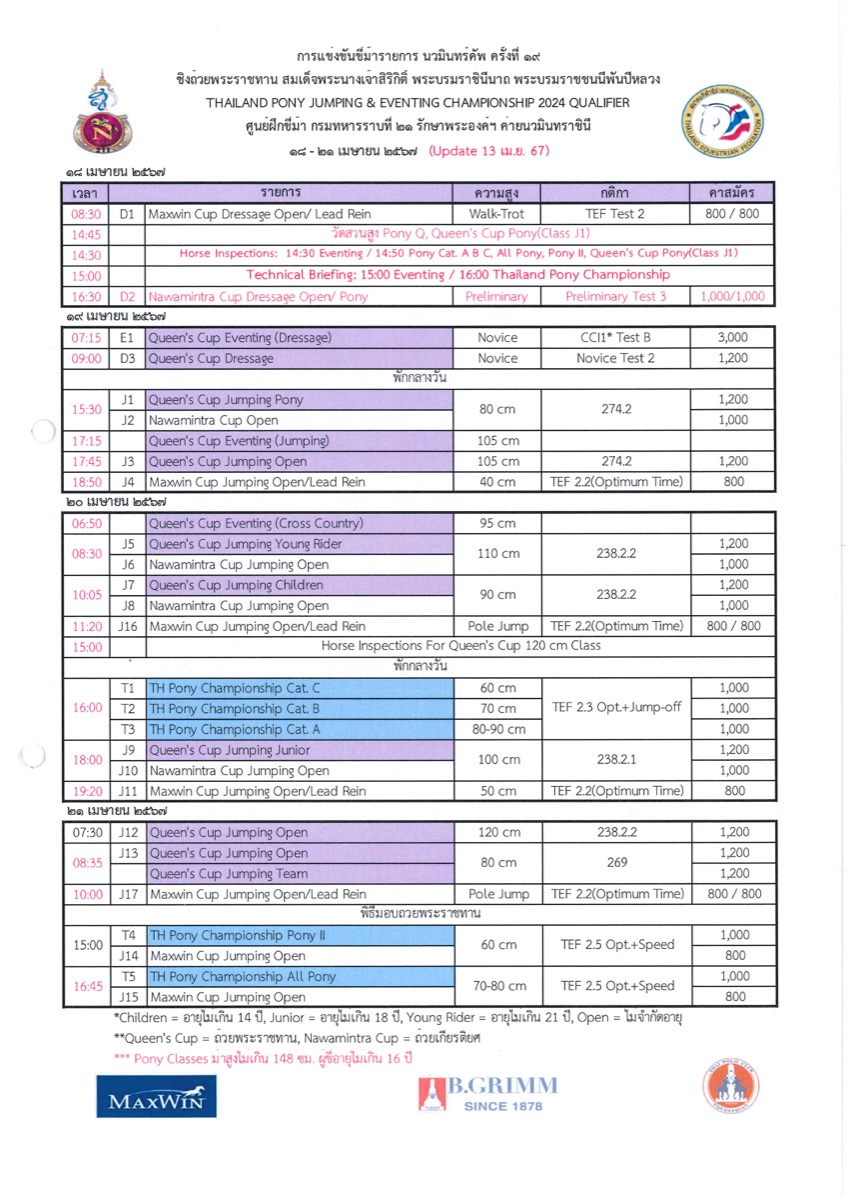 การแข่งขันขี่ม้ารายการ นวมินทร์คัพ ครั้งที่ ๑๙
ชิงถ้วยพระราชทาน สมเด็จพระนางเจ้าสิริกิติ์ พระบรมราชินีนาถ พระบรมราชชนนีพันปีหลวง
THAILAND PONY JUMPING & EVENTING CHAMPIONSHIP 2024 QUALIFIER
ศูนย์ฝึกขี่ม้า กรมทหารราบที่ ๒๑ รักษาพระองค์ฯ ค่ายนวมินทราชินี
๑๘ - ๒๑ เมษายน ๒๕๖๗ (Update 13 เม.ย. 67)
THAILAND EQUESTRIAN FEDERATION
๑๘ เมษายน ๒๕๖๗
เวลา รายการ ความสูง กติกา ค่าสมัคร
08:30 D1 Maxwin Cup Dressage Open/ Lead Rein Walk-Trot TEF Test 2 800 / 800
14:45 วัดส่วนสูง Pony Q, Queen's Cup Pony(Class J1)
14:30 Horse Inspections: 14:30 Eventing / 14:50 Pony Cat. A B C, All Pony, Pony II, Queen's Cup Pony(Class J1)
15:00 Technical Briefing: 15:00 Eventing / 16:00 Thailand Pony Championship
16:30 D2 Nawamintra Cup Dressage Open/ Pony Preliminary Preliminary Test 3 1,000/1,000
๑๙ เมษายน ๒๕๖๗
07:15 E1 Queen's Cup Eventing (Dressage) Novice CCI1* Test B 3,000
09:00 D3 Queen's Cup Dressage Novice Novice Test 2 1,200
พักกลางวัน
15:30 J1 Queen's Cup Jumping Pony 80 cm 274.2 1,200
J2 Nawamintra Cup Open 1,000
17:15 Queen's Cup Eventing (Jumping) 105 cm
17:45 J3 Queen's Cup Jumping Open 105 cm 274.2 1,200
18:50 J4 Maxwin Cup Jumping Open/Lead Rein 40 cm TEF 2.2(Optimum Time) 800
๒๐ เมษายน ๒๕๖๗
06:50 Queen's Cup Eventing (Cross Country) 95 cm
08:30 J5 Queen's Cup Jumping Young Rider 110 cm 238.2.2 1,200
J6 Nawamintra Cup Jumping Open 1,000
10:05 J7 Queen's Cup Jumping Children 90 cm 238.2.2 1,200
J8 Nawamintra Cup Jumping Open 1,000
11:20 J16 Maxwin Cup Jumping Open/Lead Rein Pole Jump TEF 2.2(Optimum Time) 800 / 800
15:00 Horse Inspections For Queen's Cup 120 cm Class
พักกลางวัน
16:00 T1 TH Pony Championship Cat. C 60 cm TEF 2.3 Opt.+Jump-off 1,000
T2 TH Pony Championship Cat. B 70 cm 1,000
T3 TH Pony Championship Cat. A 80-90 cm 1,000
18:00 J9 Queen's Cup Jumping Junior 100 cm 238.2.1 1,200
J10 Nawamintra Cup Jumping Open 1,000
19:20 J11 Maxwin Cup Jumping Open/Lead Rein 50 cm TEF 2.2(Optimum Time) 800
๒๑ เมษายน ๒๕๖๗
07:30 J12 Queen's Cup Jumping Open 120 cm 238.2.2 1,200
08:35 J13 Queen's Cup Jumping Open 80 cm 269 1,200
Queen's Cup Jumping Team 1,200
10:00 J17 Maxwin Cup Jumping Open/Lead Rein Pole Jump TEF 2.2(Optimum Time) 800 / 800
พิธีมอบถ้วยพระราชทาน
15:00 T4 TH Pony Championship Pony II 60 cm TEF 2.5 Opt.+Speed 1,000
J14 Maxwin Cup Jumping Open 800
16:45 T5 TH Pony Championship All Pony 70-80 cm TEF 2.5 Opt.+Speed 1,000
J15 Maxwin Cup Jumping Open 800
*Children = อายุไม่เกิน 14 ปี, Junior = อายุไม่เกิน 18 ปี, Young Rider = อายุไม่เกิน 21 ปี, Open = ไม่จำกัดอายุ
**Queen's Cup = ถ้วยพระราชทาน, Nawamintra Cup = ถ้วยเกียรติยศ
*** Pony Classes ม้าสูงไม่เกิน 148 ซม. ผู้ขี่อายุไม่เกิน 16 ปี
MAXWIN
B.GRIMM
SINCE 1878
THAI POLO CLUB
EQUESTRIAN